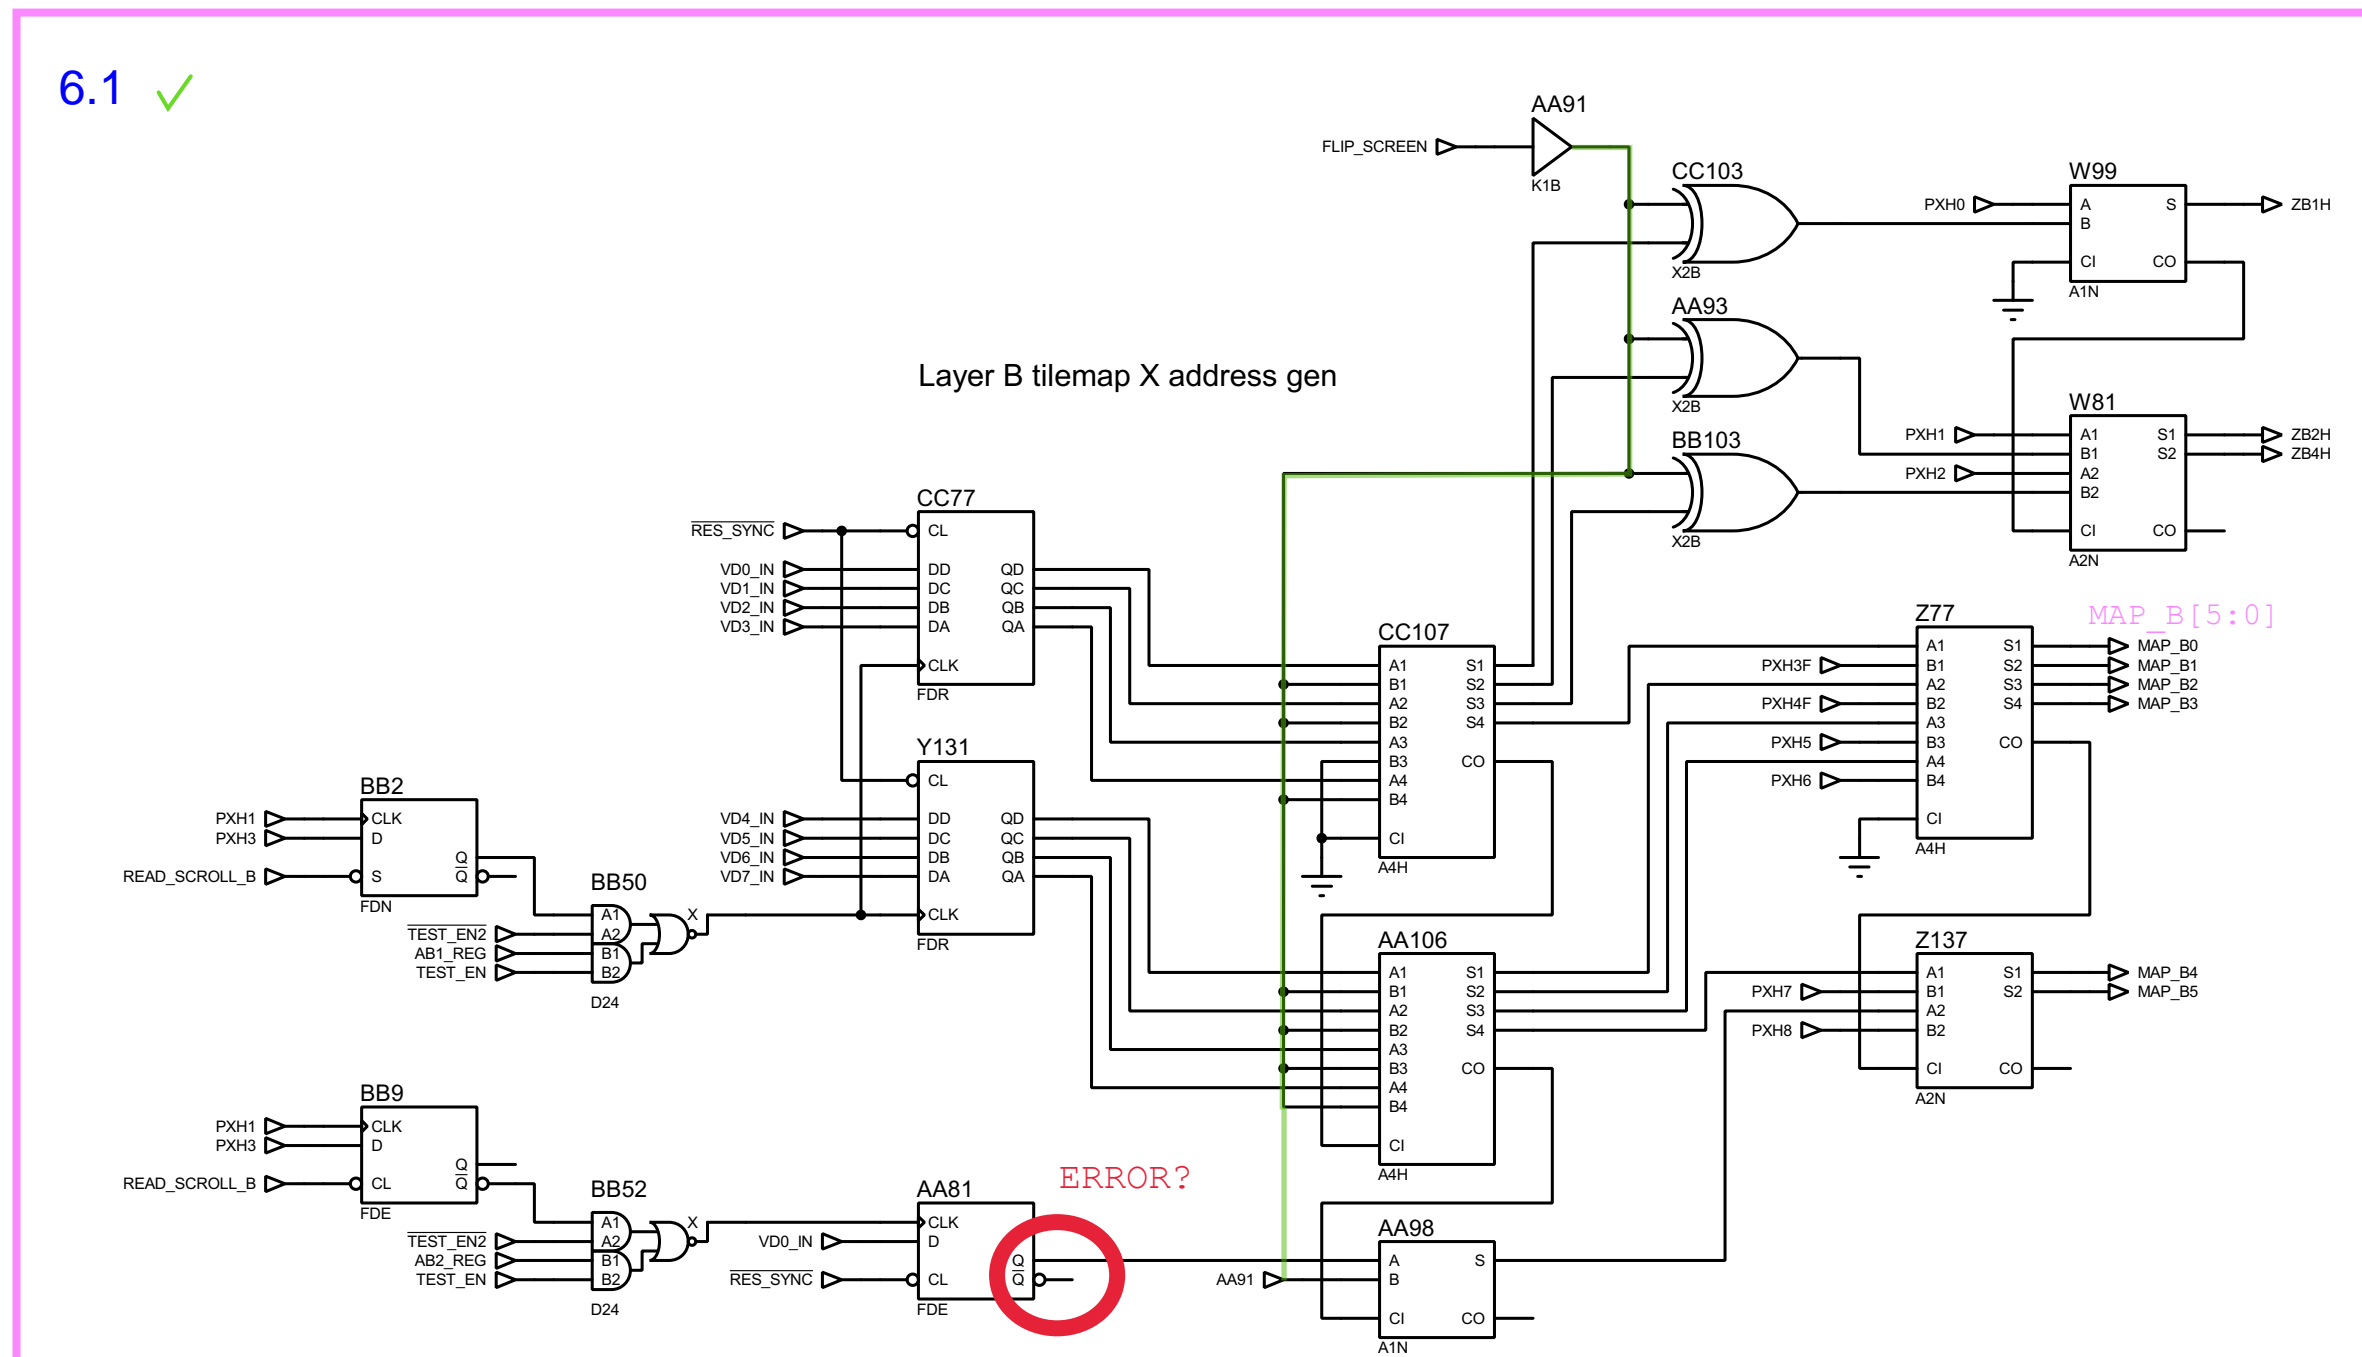 6.1
AA91
FLIP_SCREEN
K1B
CC103
X2B
W99
PXH0
A S
B
CI CO
A1N
ZB1H
AA93
X2B
Layer B tilemap X address gen
W81
PXH1
PXH2
A1 S1
B1 S2
A2
B2
CI CO
A2N
ZB2H
ZB4H
BB103
X2B
CC77
RES_SYNC
VD0_IN
VD1_IN
VD2_IN
VD3_IN
CL
DD QD
DC QC
DB QB
DA QA
CLK
FDR
Y131
VD4_IN
VD5_IN
VD6_IN
VD7_IN
CL
DD QD
DC QC
DB QB
DA QA
CLK
FDR
CC107
A1 S1
B1 S2
A2 S3
B2 S4
A3
B3 CO
A4
B4
CI
A4H
Z77
MAP_B[5:0]
PXH3F
PXH4F
PXH5
PXH6
A1 S1
B1 S2
A2 S3
B2 S4
A3
B3 CO
A4
B4
CI
A4H
MAP_B0
MAP_B1
MAP_B2
MAP_B3
BB2
PXH1
PXH3
READ_SCROLL_B
CLK
D
Q
S Q
FDN
BB50
TEST_EN2
AB1_REG
TEST_EN
A1
A2
B1
B2
X
D24
AA106
A1 S1
B1 S2
A2 S3
B2 S4
A3
B3 CO
A4
B4
CI
A4H
Z137
PXH7
PXH8
A1 S1
B1 S2
A2
B2
CI CO
A2N
MAP_B4
MAP_B5
BB9
PXH1
PXH3
READ_SCROLL_B
CLK
D
Q
CL Q
FDE
BB52
TEST_EN2
AB2_REG
TEST_EN
A1
A2
B1
B2
X
D24
ERROR?
AA81
VD0_IN
RES_SYNC
CLK
D
Q
CL Q
FDE
AA98
AA91
A S
B
CI CO
A1N